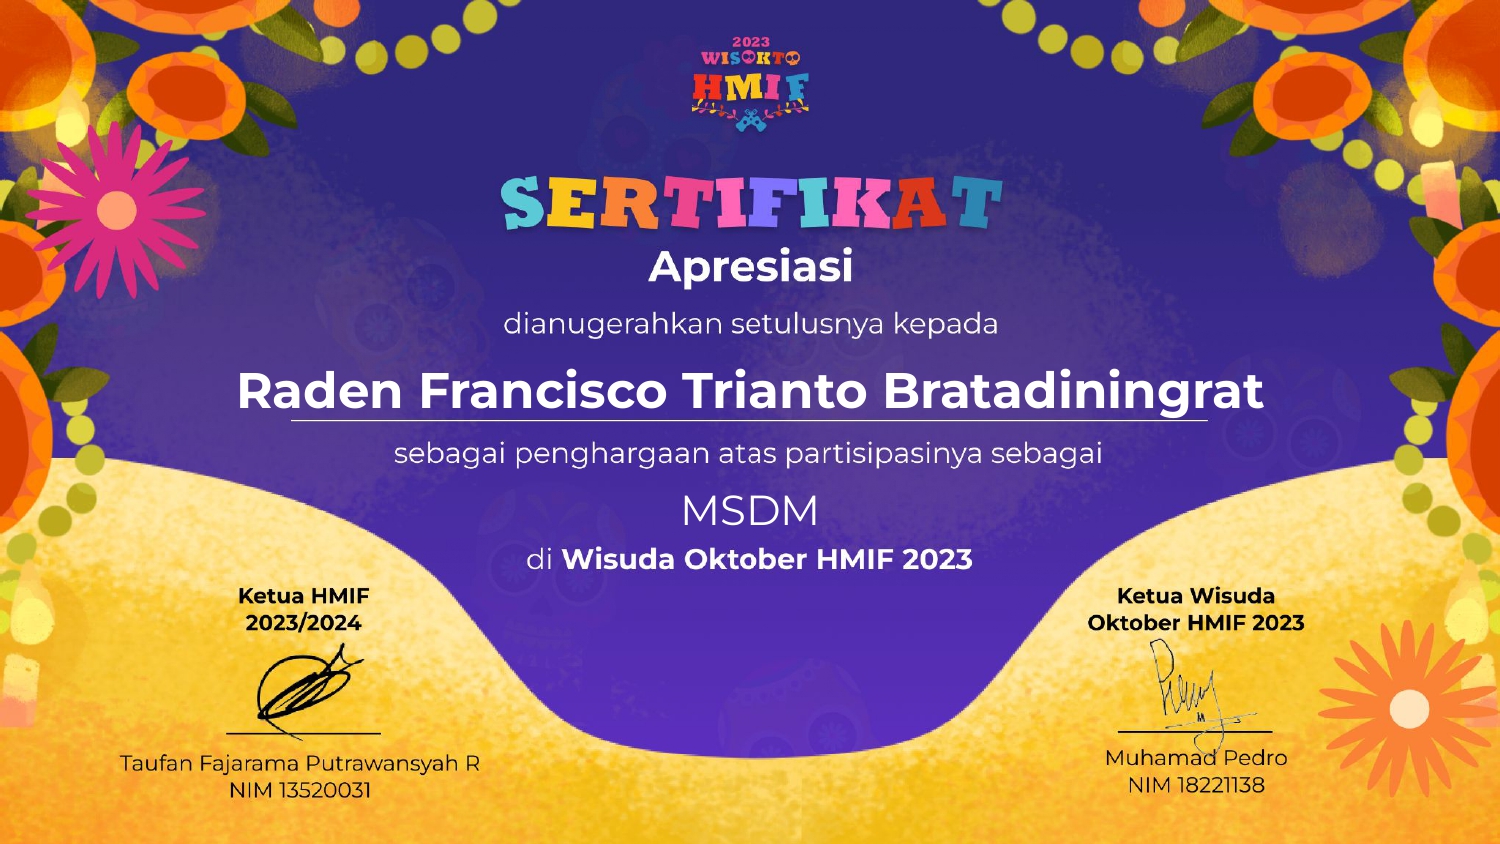 2023
WISOKTO
HMIF
SERTIFIKAT
Apresiasi
dianugerahkan setulusnya kepada
Raden Francisco Trianto Bratadiningrat
sebagai penghargaan atas partisipasinya sebagai
MSDM
di Wisuda Oktober HMIF 2023
Ketua HMIF
2023/2024
Taufan Fajarama Putrawansyah R
NIM 13520031
Ketua Wisuda
Oktober HMIF 2023
Muhamad Pedro
NIM 18221138